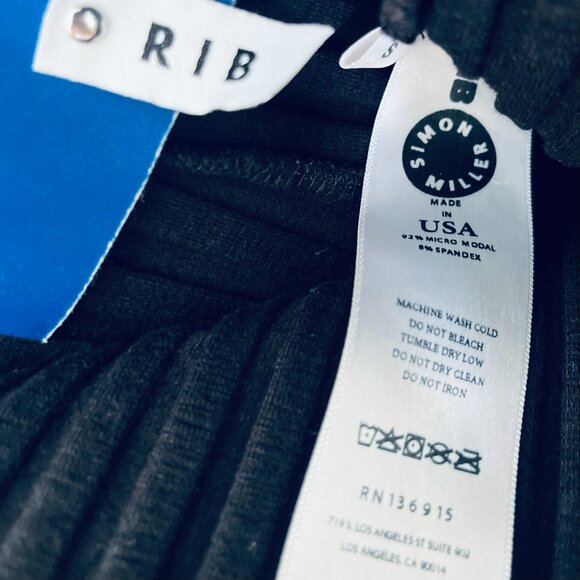 RIB
S
B
SIMON MILLER
MADE
IN
USA
92% MICRO MODAL
8% SPANDEX
MACHINE WASH COLD
DO NOT BLEACH
TUMBLE DRY LOW
DO NOT DRY CLEAN
DO NOT IRON
RN136915
719 S. LOS ANGELES ST SUITE 902
LOS ANGELES, CA 90014